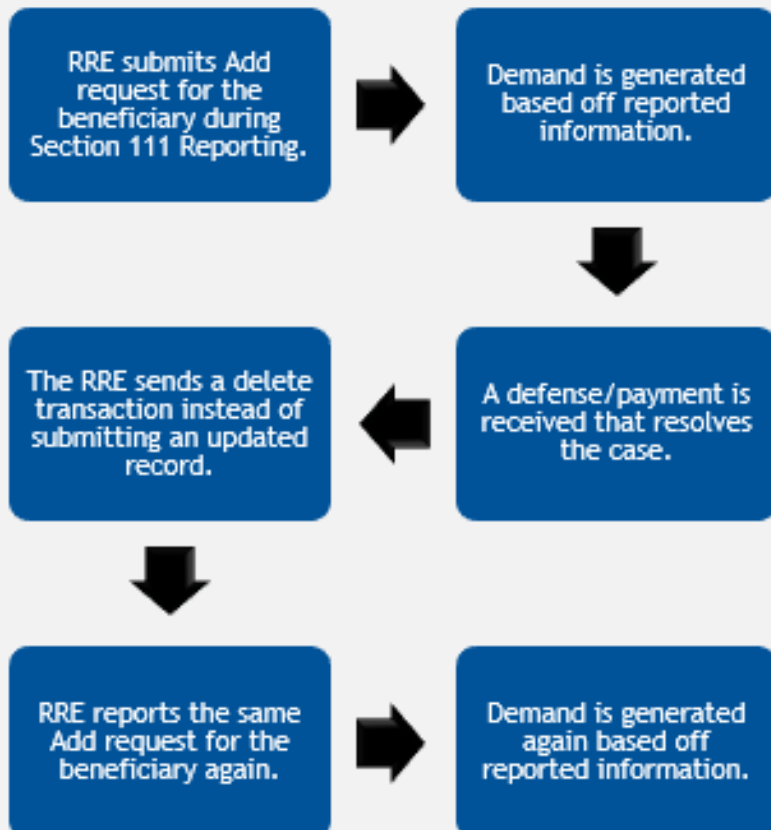 RRE submits Add
request for the
beneficiary during
Section 111 Reporting.
Demand is generated
based off reported
information.
A defense/payment is
received that resolves
the case.
The RRE sends a delete
transaction instead of
submitting an updated
record.
RRE reports the same
Add request for the
beneficiary again.
Demand is generated
again based off
reported information.